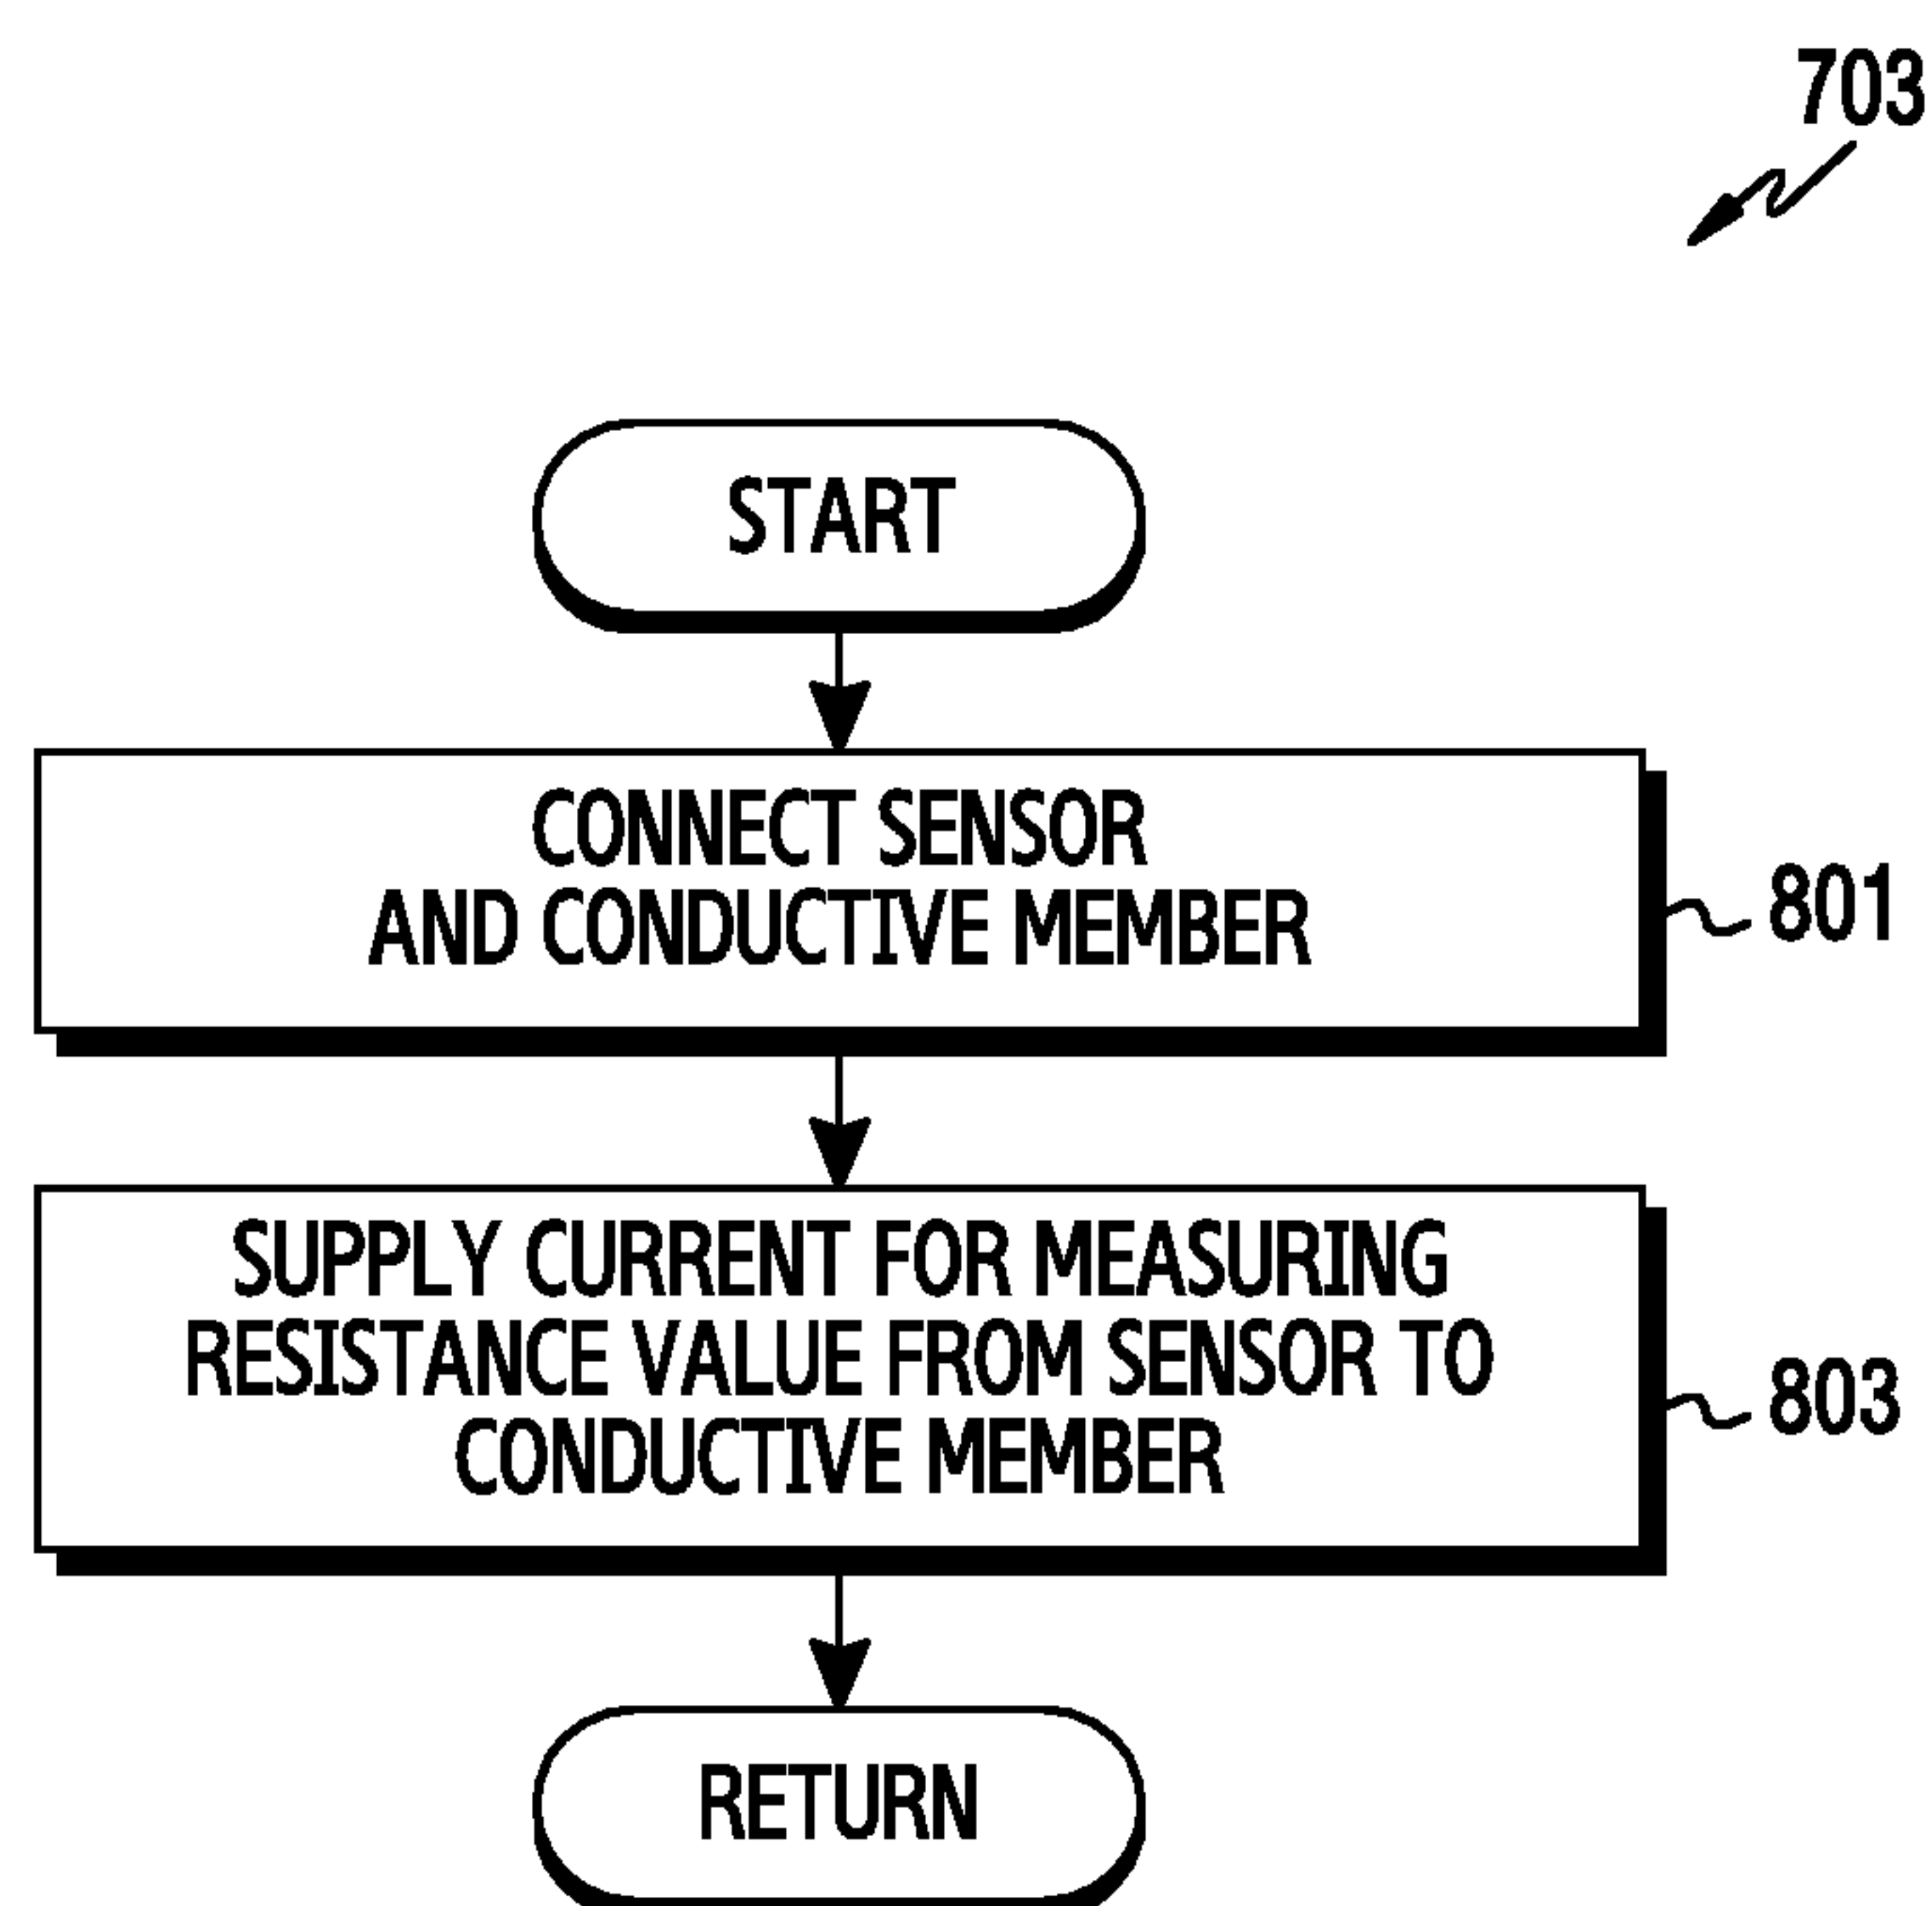 703
START
CONNECT SENSOR
AND CONDUCTIVE MEMBER
801
SUPPLY CURRENT FOR MEASURING
RESISTANCE VALUE FROM SENSOR TO
CONDUCTIVE MEMBER
803
RETURN